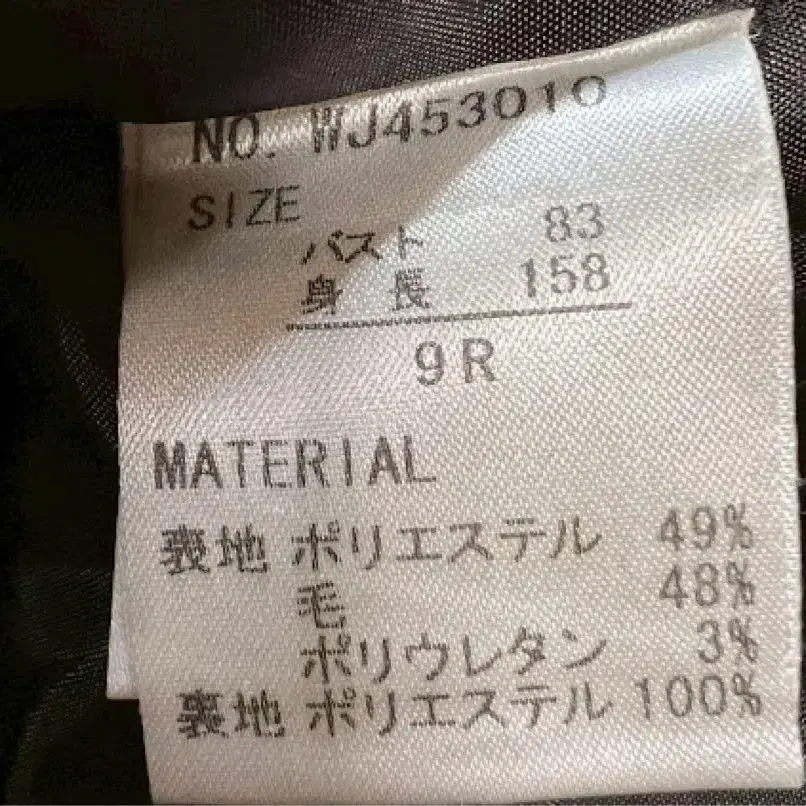 NO. WJ453010
SIZE
バスト 83
身長 158
9R
MATERIAL
表地 ポリエステル 49%
毛 48%
ポリウレタン 3%
裏地 ポリエステル 100%